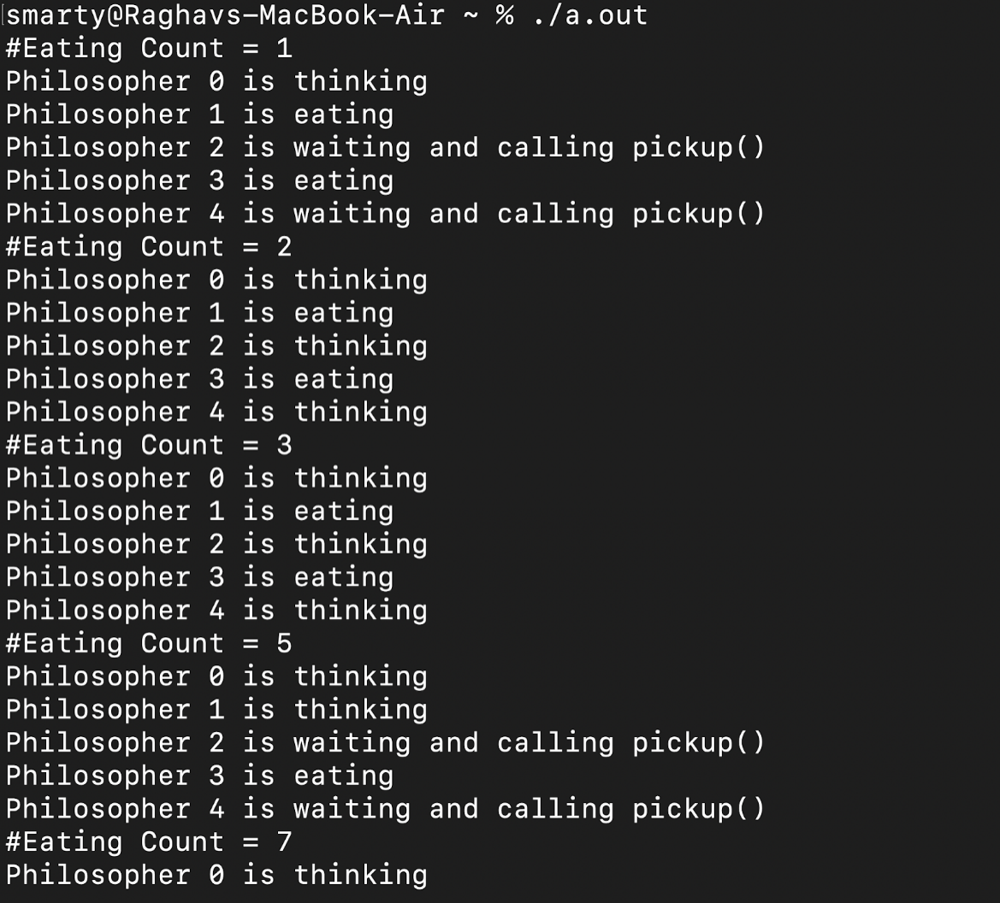 smarty@Raghavs-MacBook-Air ~ % ./a.out
#Eating Count = 1
Philosopher 0 is thinking
Philosopher 1 is eating
Philosopher 2 is waiting and calling pickup()
Philosopher 3 is eating
Philosopher 4 is waiting and calling pickup()
#Eating Count = 2
Philosopher 0 is thinking
Philosopher 1 is eating
Philosopher 2 is thinking
Philosopher 3 is eating
Philosopher 4 is thinking
#Eating Count = 3
Philosopher 0 is thinking
Philosopher 1 is eating
Philosopher 2 is thinking
Philosopher 3 is eating
Philosopher 4 is thinking
#Eating Count = 5
Philosopher 0 is thinking
Philosopher 1 is thinking
Philosopher 2 is waiting and calling pickup()
Philosopher 3 is eating
Philosopher 4 is waiting and calling pickup()
#Eating Count = 7
Philosopher 0 is thinking